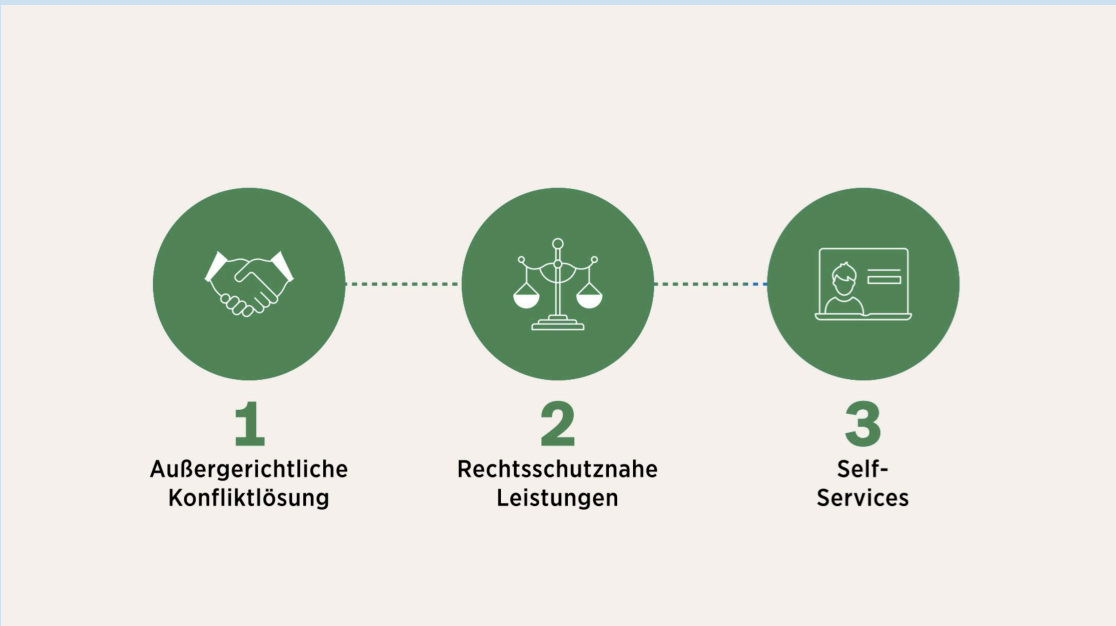 1
Außergerichtliche
Konfliktlösung
2
Rechtsschutznahe
Leistungen
3
Self-
Services